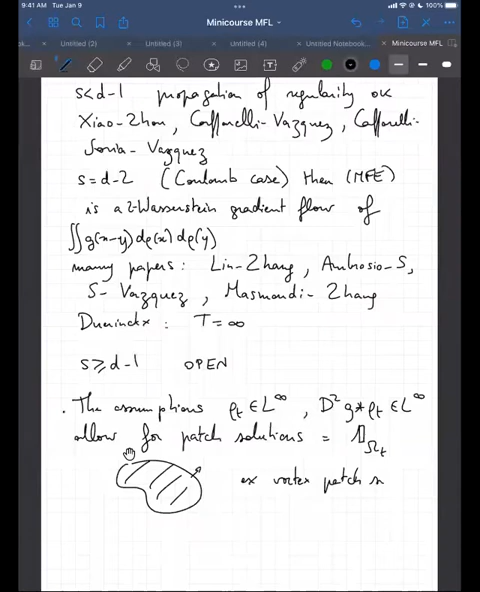 9:41 AM Tue Jan 9
100%
Minicourse MFL
Untitled (2)
Untitled (3)
Untitled (4)
Untitled Notebook...
Minicourse MFL
s<d-1 propagation of regularity ok
Xiao-Zhou, Caffarelli-Vazquez, Caffarelli-
Soria-Vazquez
s=d-2 (Coulomb case) then (MFE)
is a 2-Wasserstein gradient flow of
∬g(x-y)dρ(x)dρ(y)
many papers: Lin-Zhang, Ambrosio-S,
S-Vazquez, Masmoudi-Zhang
Duerinckx: T=∞
s⩾d-1 OPEN
. The assumptions ρt∈L∞, D²g*ρt∈L∞
allow for patch solutions = 𝟙Ωt
ex vortex patch s